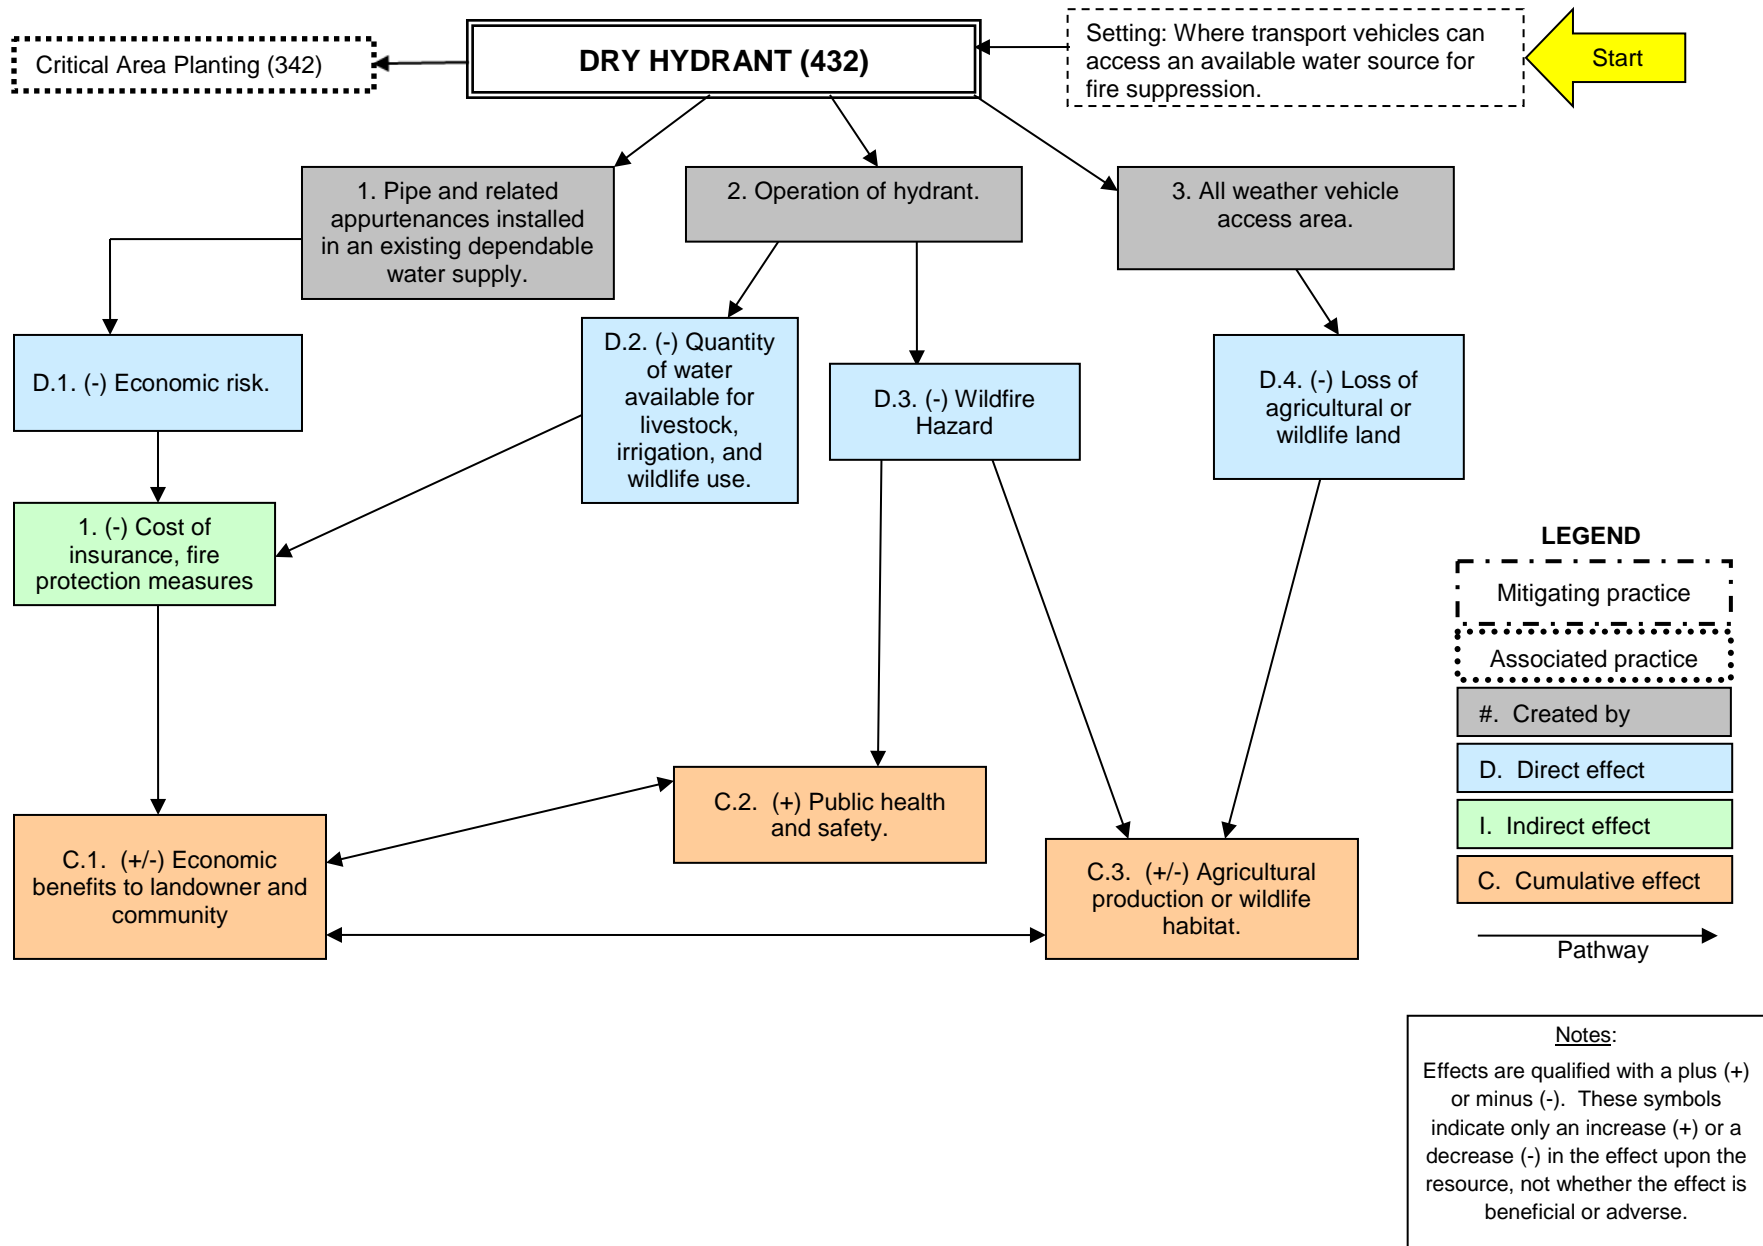 Critical Area Planting (342)
DRY HYDRANT (432)
Setting: Where transport vehicles can
access an available water source for
fire suppression.
Start
1. Pipe and related
appurtenances installed
in an existing dependable
water supply.
2. Operation of hydrant.
3. All weather vehicle
access area.
D.1. (-) Economic risk.
D.2. (-) Quantity
of water
available for
livestock,
irrigation, and
wildlife use.
D.3. (-) Wildfire
Hazard
D.4. (-) Loss of
agricultural or
wildlife land
1. (-) Cost of
insurance, fire
protection measures
C.1. (+/-) Economic
benefits to landowner and
community
C.2. (+) Public health
and safety.
C.3. (+/-) Agricultural
production or wildlife
habitat.
LEGEND
Mitigating practice
Associated practice
#. Created by
D. Direct effect
I. Indirect effect
C. Cumulative effect
Pathway
Notes:
Effects are qualified with a plus (+)
or minus (-). These symbols
indicate only an increase (+) or a
decrease (-) in the effect upon the
resource, not whether the effect is
beneficial or adverse.